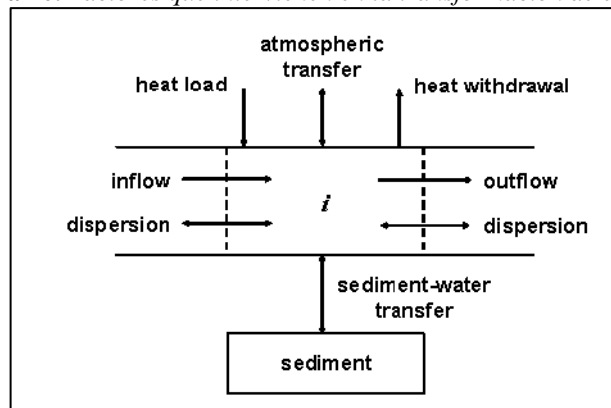 atmospheric
transfer
heat load
heat withdrawal
inflow
i
outflow
dispersion
dispersion
sediment-water
transfer
sediment